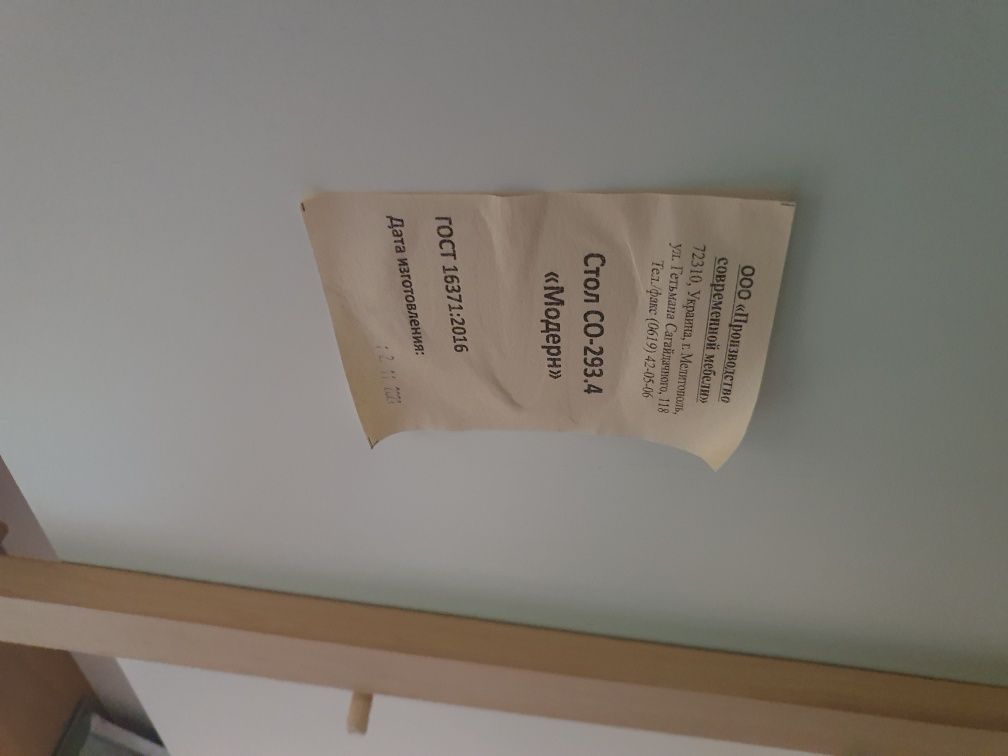 ООО «Производство
современной мебели»
72310, Украина, г. Мелитополь,
ул. Гетьмана Сагайдачного, 118
Тел./факс (0619) 42-05-06
Стол СО-293.4
«Модерн»
ГОСТ 16371:2016
Дата изготовления: